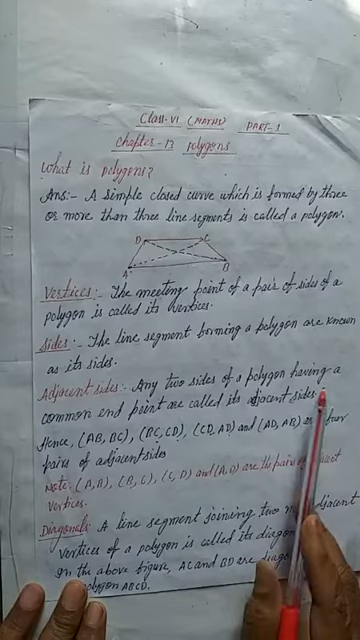 Class-VI (MATHS) PART-1
Chapter-13 Polygons
What is polygons?
Ans:- A simple closed curve which is formed by three
or more than three line segments is called a polygon.
D C
A B
Vertices:- The meeting point of a pair of sides of a
polygon is called its vertices.
Sides:- The line segment forming a polygon are known
as its sides.
Adjacent sides:- Any two sides of a polygon having a
common end point are called its adjacent sides.
Hence, (AB, BC), (BC, CD), (CD, AD) and (AD, AB) are four
pairs of adjacent sides
Note: (A, B), (B, C), (C, D) and (A, D) are the pairs of
vertices.
Diagonals: A line segment joining two adjacent
vertices of a polygon is called its
In the above figure, AC and BD are
polygon ABCD.